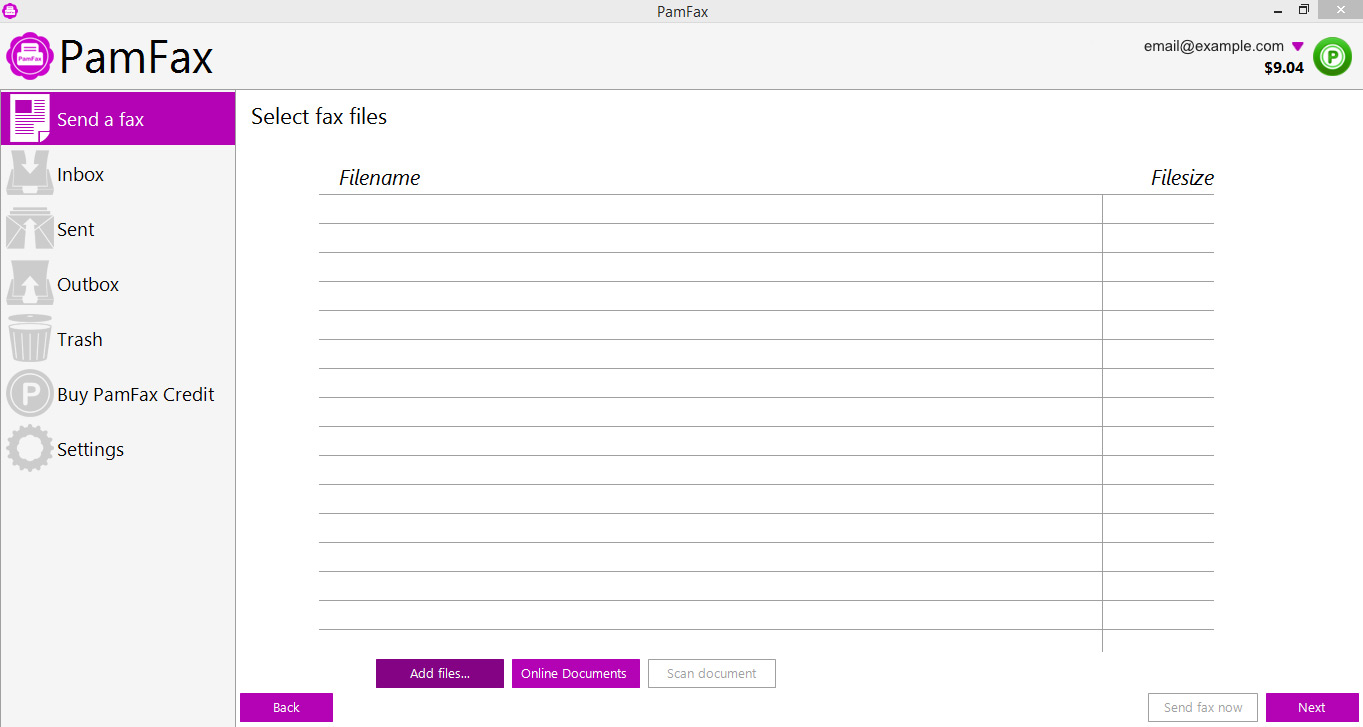 PamFax
PamFax
PamFax
email@example.com
$9.04
P
Send a fax
Inbox
Sent
Outbox
Trash
P
Buy PamFax Credit
Settings
Select fax files
Filename
Filesize
Add files...
Online Documents
Scan document
Back
Send fax now
Next